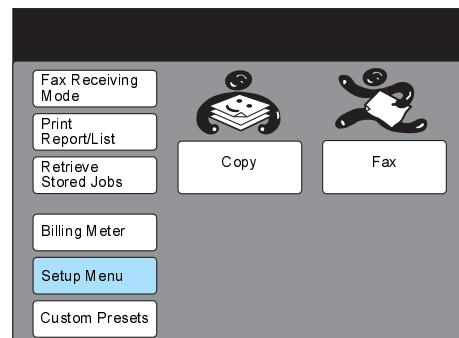 Fax Receiving
Mode
Print
Report/List
Retrieve
Stored Jobs
Billing Meter
Setup Menu
Custom Presets
Copy
Fax